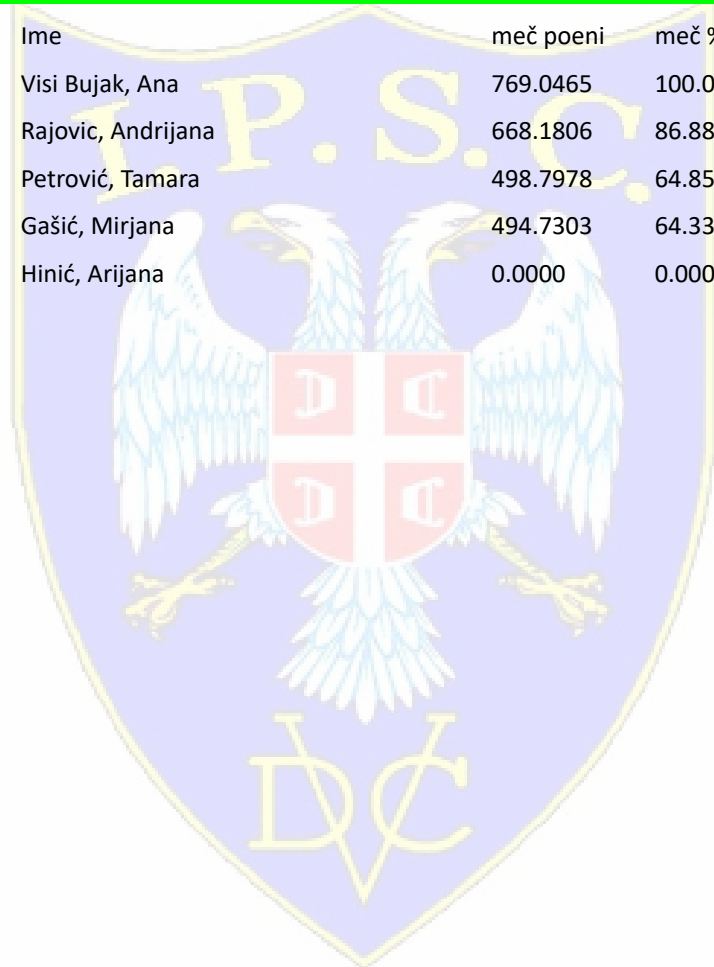 Ime meč poeni meč %
Visi Bujak, Ana 769.0465 100.0
Rajovic, Andrijana 668.1806 86.88
Petrović, Tamara 498.7978 64.85
Gašić, Mirjana 494.7303 64.33
Hinić, Arijana 0.0000 0.000
I. P. S. C.
DVC